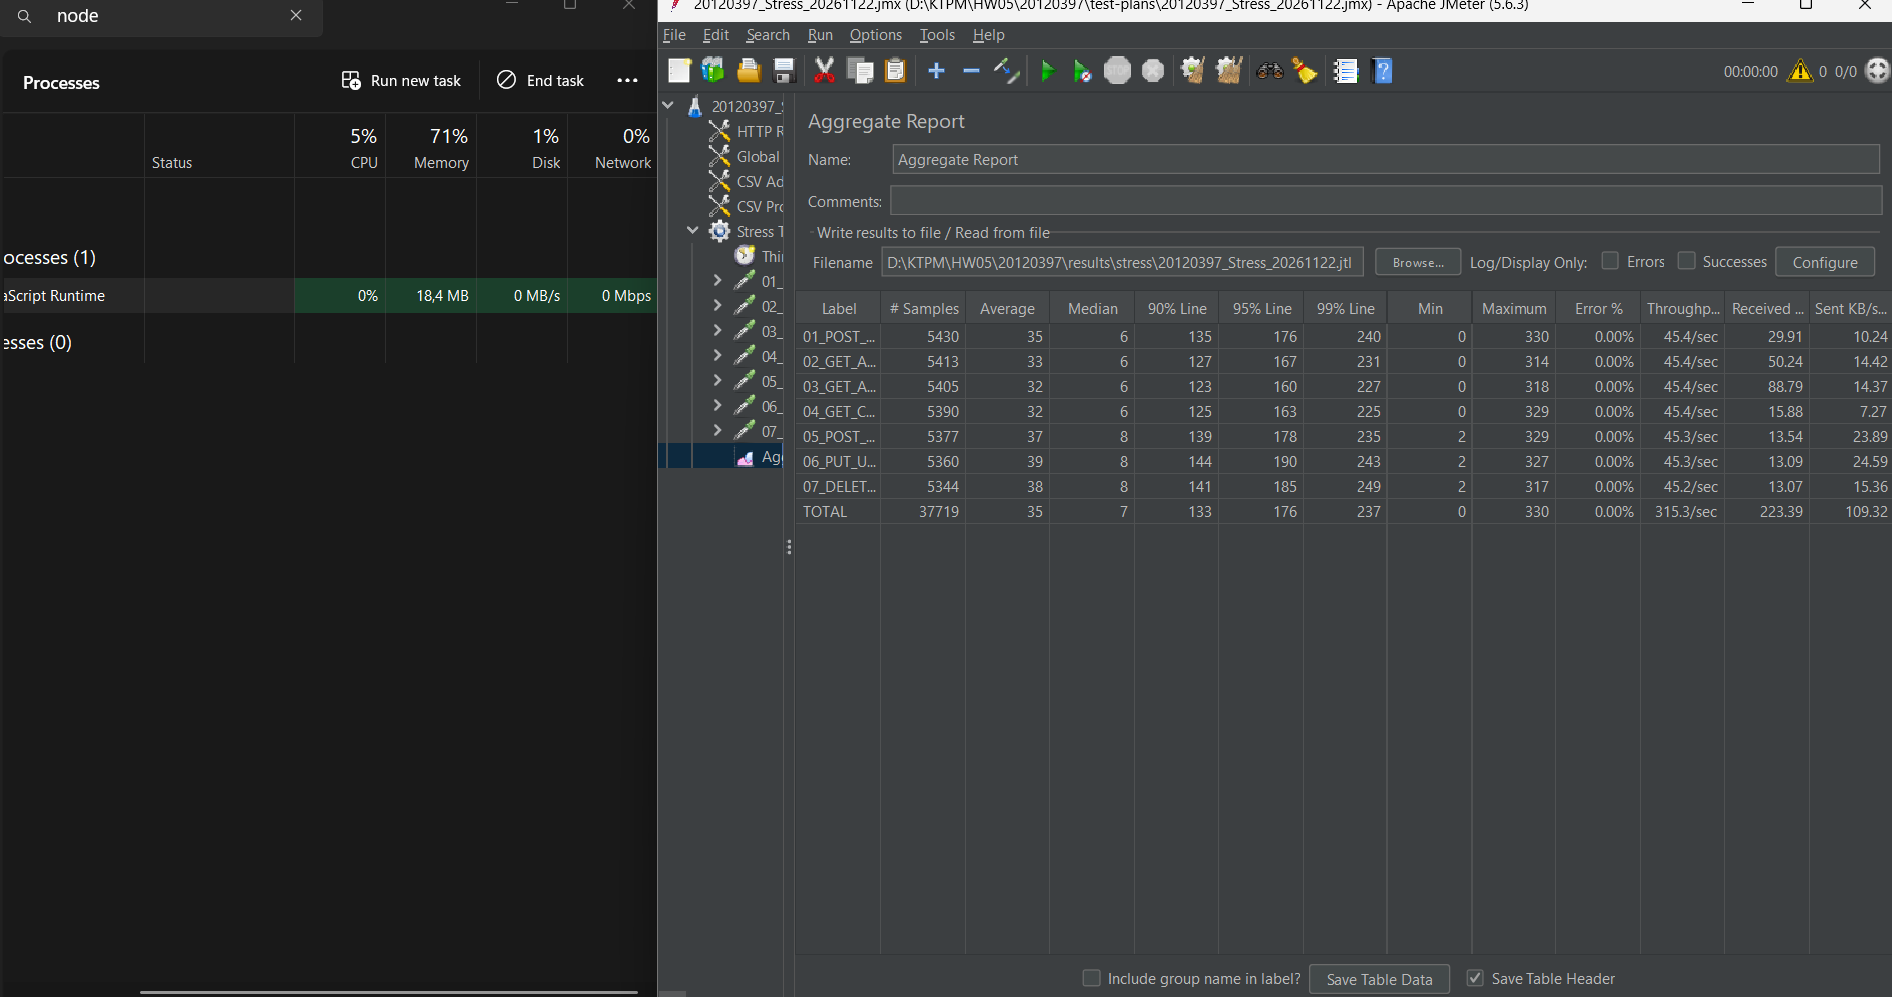 node
Processes
Run new task
End task
5% 71% 1% 0%
Status CPU Memory Disk Network
ocesses (1)
aScript Runtime 0% 18,4 MB 0 MB/s 0 Mbps
esses (0)
20120397_Stress_20261122.jmx (D:\KTPM\HW05\20120397\test-plans\20120397_Stress_20261122.jmx) - Apache JMeter (5.6.3)
File Edit Search Run Options Tools Help
00:00:00 0 0/0
20120397_S
HTTP R
Global
CSV Ad
CSV Pro
Stress T
Thi
01_
02_
03_
04_
05_
06_
07_
Agg
Aggregate Report
Name: Aggregate Report
Comments:
Write results to file / Read from file
Filename D:\KTPM\HW05\20120397\results\stress\20120397_Stress_20261122.jtl Browse... Log/Display Only: Errors Successes Configure
Label # Samples Average Median 90% Line 95% Line 99% Line Min Maximum Error % Throughp... Received ... Sent KB/s...
01_POST_... 5430 35 6 135 176 240 0 330 0.00% 45.4/sec 29.91 10.24
02_GET_A... 5413 33 6 127 167 231 0 314 0.00% 45.4/sec 50.24 14.42
03_GET_A... 5405 32 6 123 160 227 0 318 0.00% 45.4/sec 88.79 14.37
04_GET_C... 5390 32 6 125 163 225 0 329 0.00% 45.4/sec 15.88 7.27
05_POST_... 5377 37 8 139 178 235 2 329 0.00% 45.3/sec 13.54 23.89
06_PUT_U... 5360 39 8 144 190 243 2 327 0.00% 45.3/sec 13.09 24.59
07_DELET... 5344 38 8 141 185 249 2 317 0.00% 45.2/sec 13.07 15.36
TOTAL 37719 35 7 133 176 237 0 330 0.00% 315.3/sec 223.39 109.32
Include group name in label? Save Table Data Save Table Header